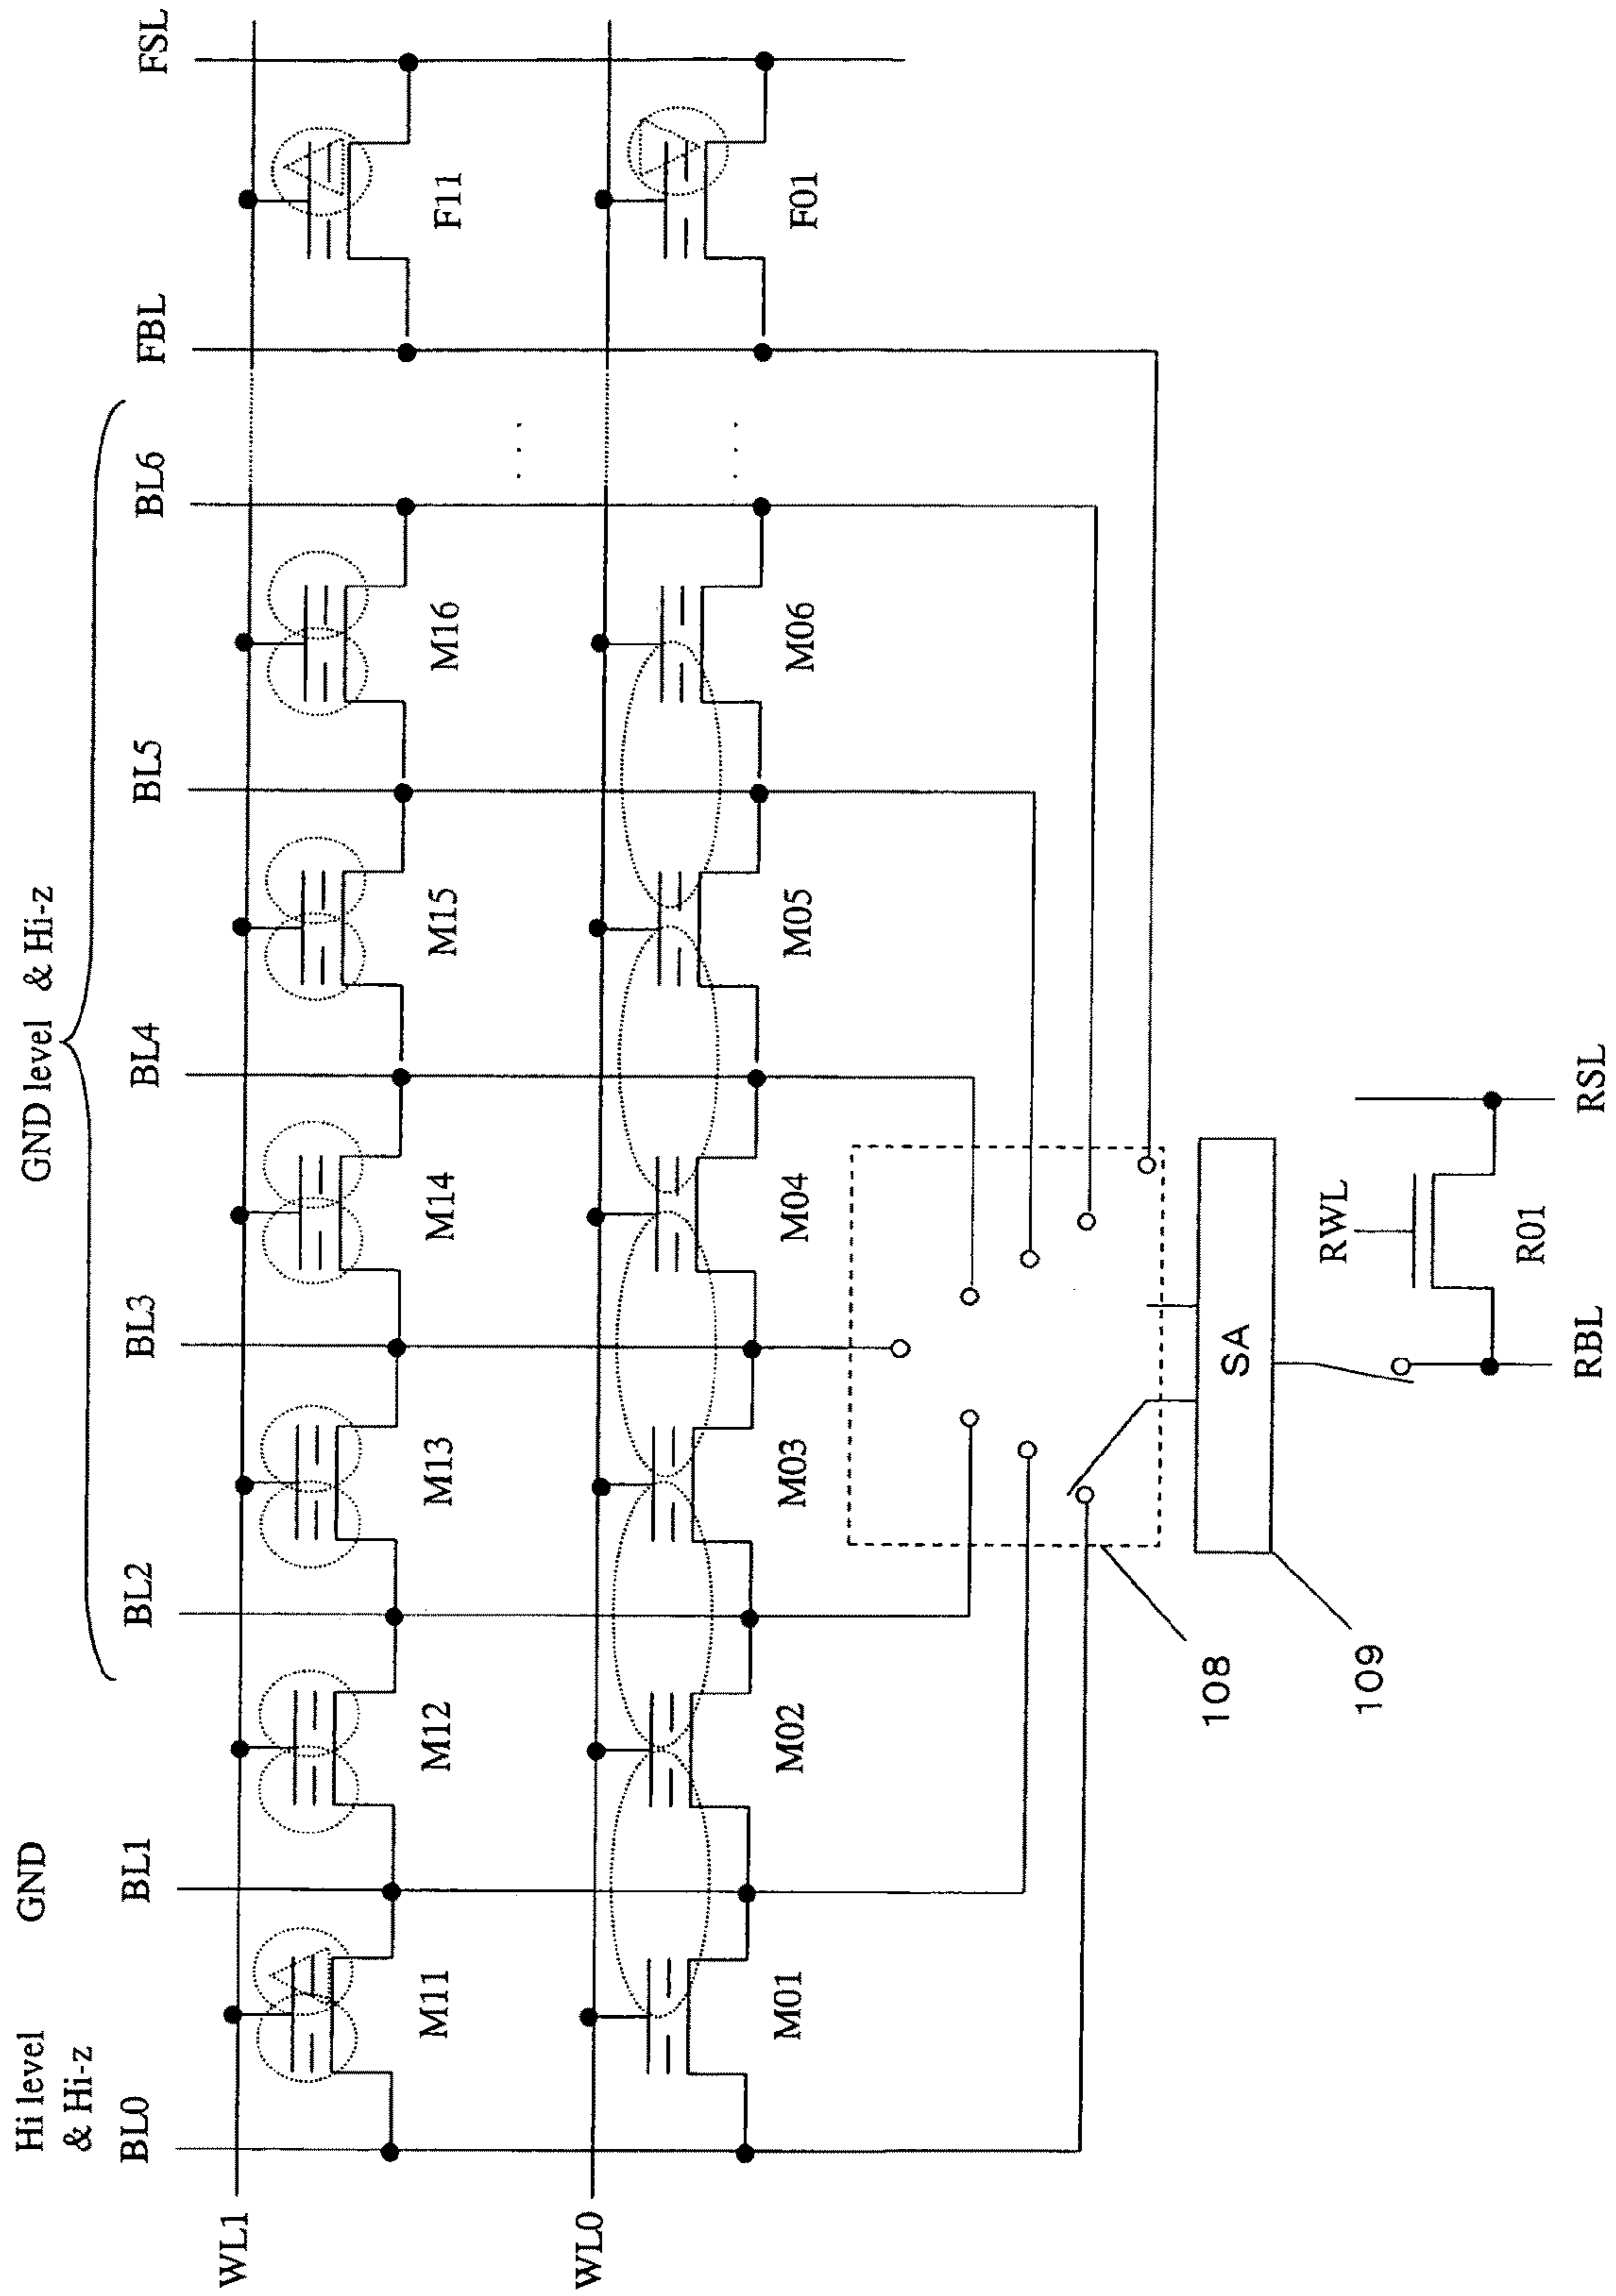 Hi level
& Hi-z
GND
GND level & Hi-z
BL0
BL1
BL2
BL3
BL4
BL5
BL6
FBL
FSL
WL1
M11
M12
M13
M14
M15
M16
F11
. . .
WL0
M01
M02
M03
M04
M05
M06
F01
. . .
108
SA
109
RWL
R01
RBL
RSL